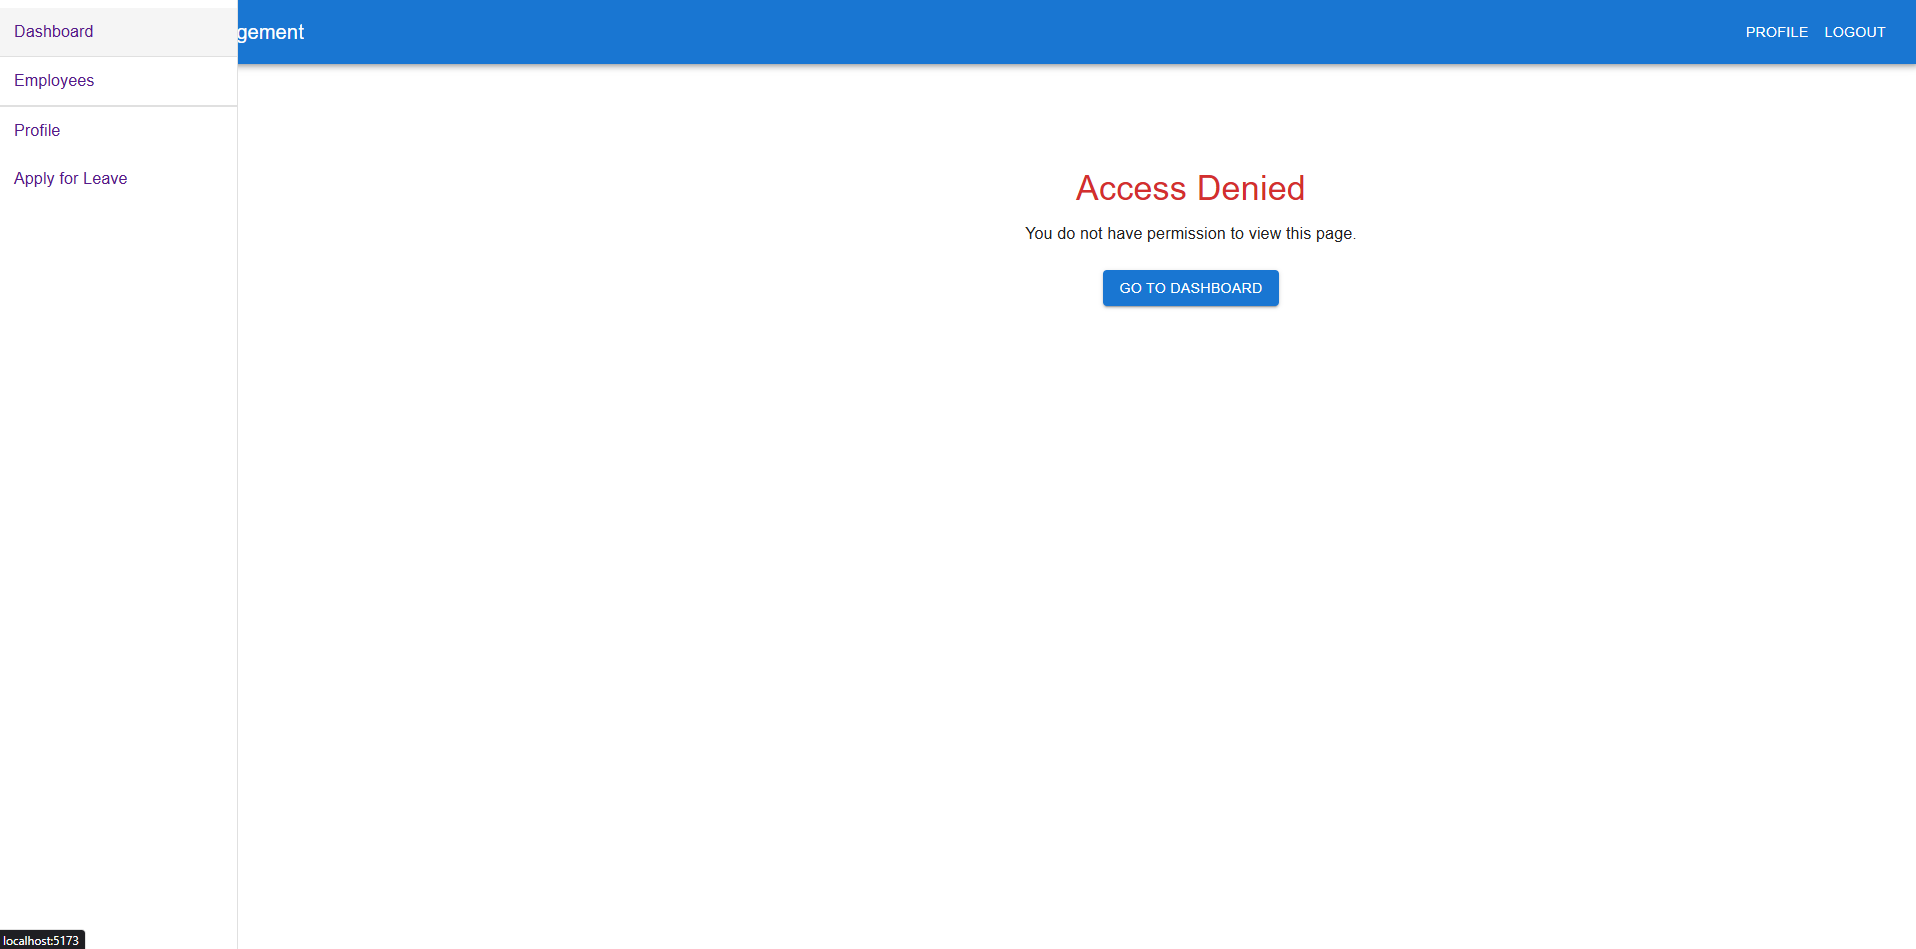 Dashboard
gement
PROFILE
LOGOUT
Employees
Profile
Apply for Leave
Access Denied
You do not have permission to view this page.
GO TO DASHBOARD
localhost:5173